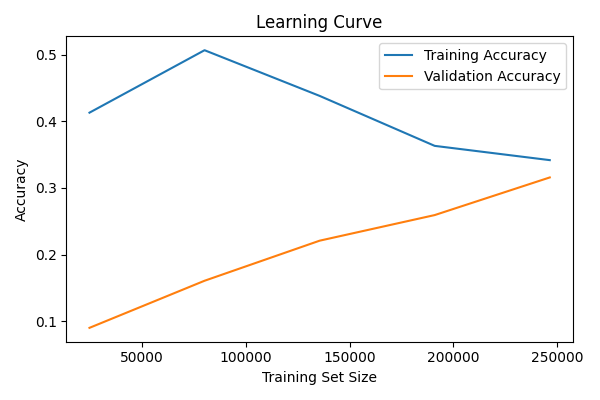 Learning Curve
Training Accuracy
Validation Accuracy
0.5
0.4
0.3
0.2
0.1
Accuracy
50000 100000 150000 200000 250000
Training Set Size